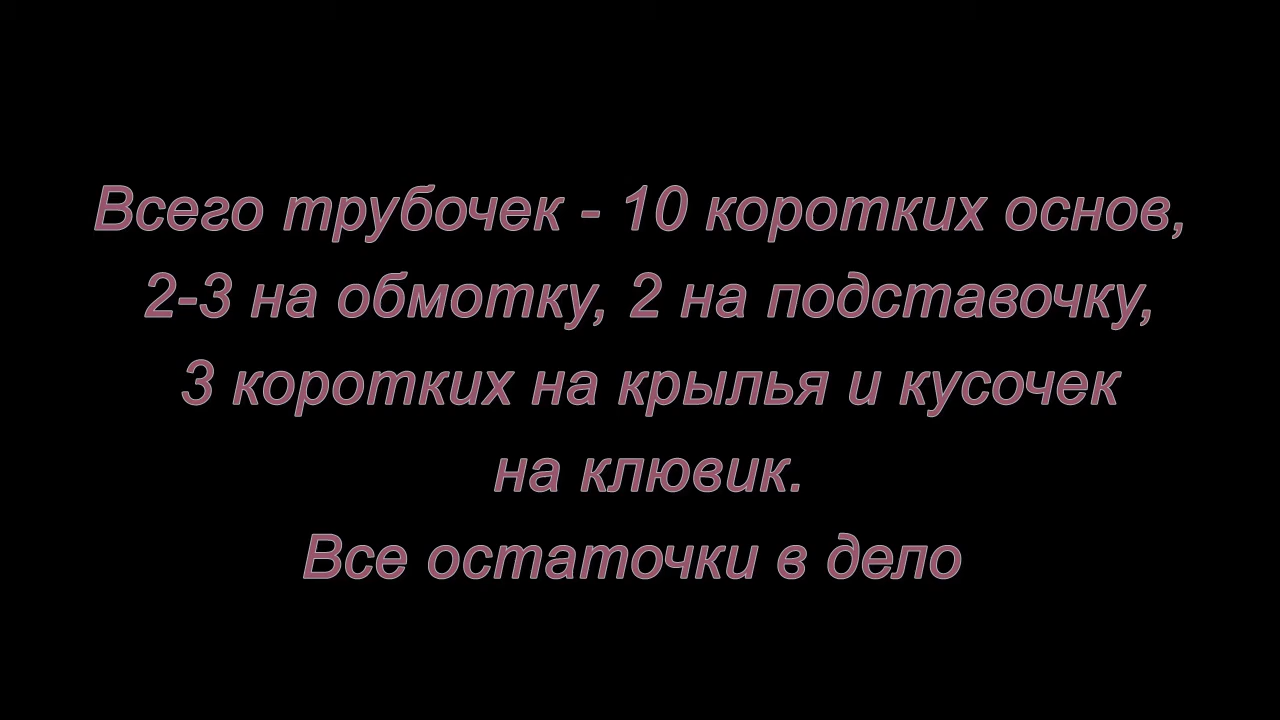 Всего трубочек - 10 коротких основ,
2-3 на обмотку, 2 на подставочку,
3 коротких на крылья и кусочек
на клювик.
Все остаточки в дело